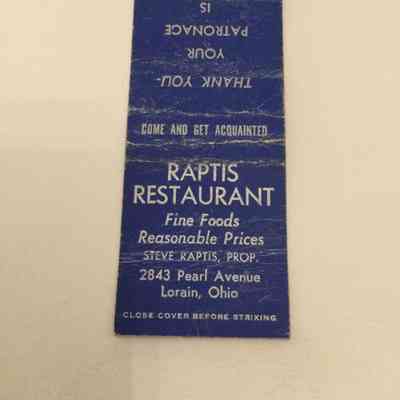 IS
PATRONAGE
YOUR
THANK YOU-
COME AND GET ACQUAINTED
RAPTIS
RESTAURANT
Fine Foods
Reasonable Prices
STEVE RAPTIS, PROP.
2843 Pearl Avenue
Lorain, Ohio
CLOSE COVER BEFORE STRIKING